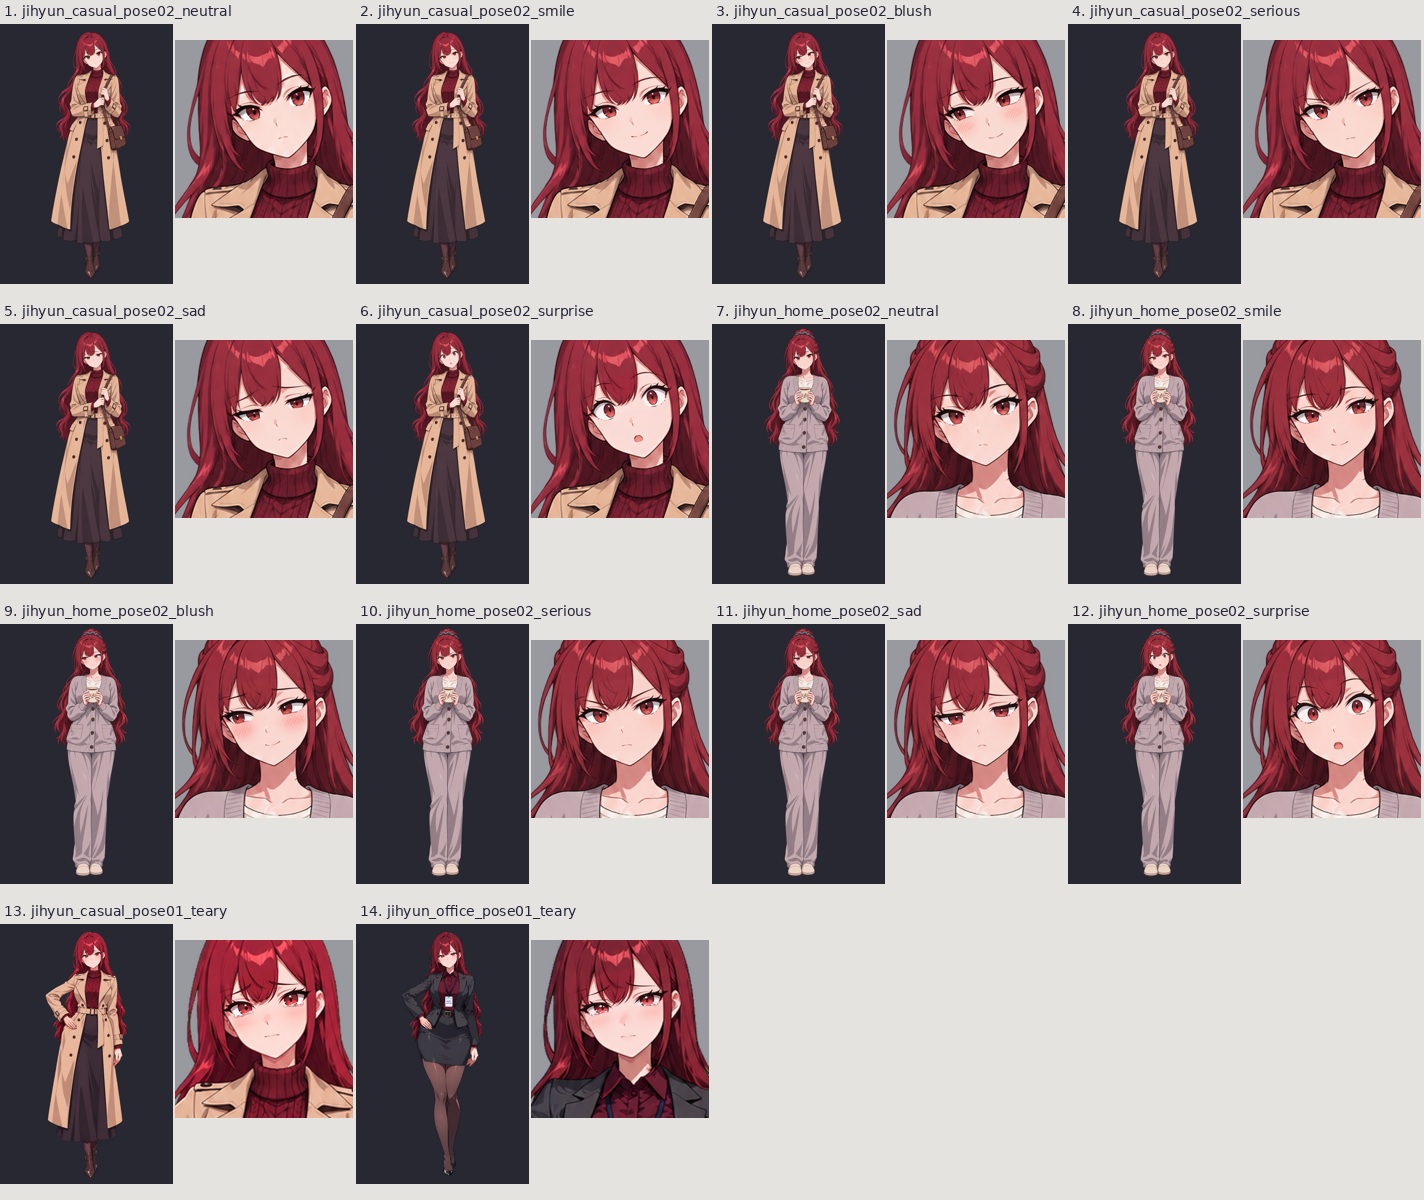 1. jihyun_casual_pose02_neutral
2. jihyun_casual_pose02_smile
3. jihyun_casual_pose02_blush
4. jihyun_casual_pose02_serious
5. jihyun_casual_pose02_sad
6. jihyun_casual_pose02_surprise
7. jihyun_home_pose02_neutral
8. jihyun_home_pose02_smile
9. jihyun_home_pose02_blush
10. jihyun_home_pose02_serious
11. jihyun_home_pose02_sad
12. jihyun_home_pose02_surprise
13. jihyun_casual_pose01_teary
14. jihyun_office_pose01_teary